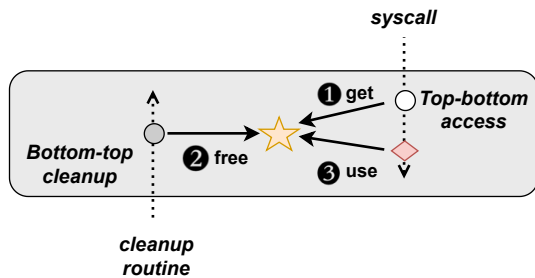 syscall
❶ get
Top-bottom
access
Bottom-top
cleanup
❷ free
❸ use
cleanup
routine